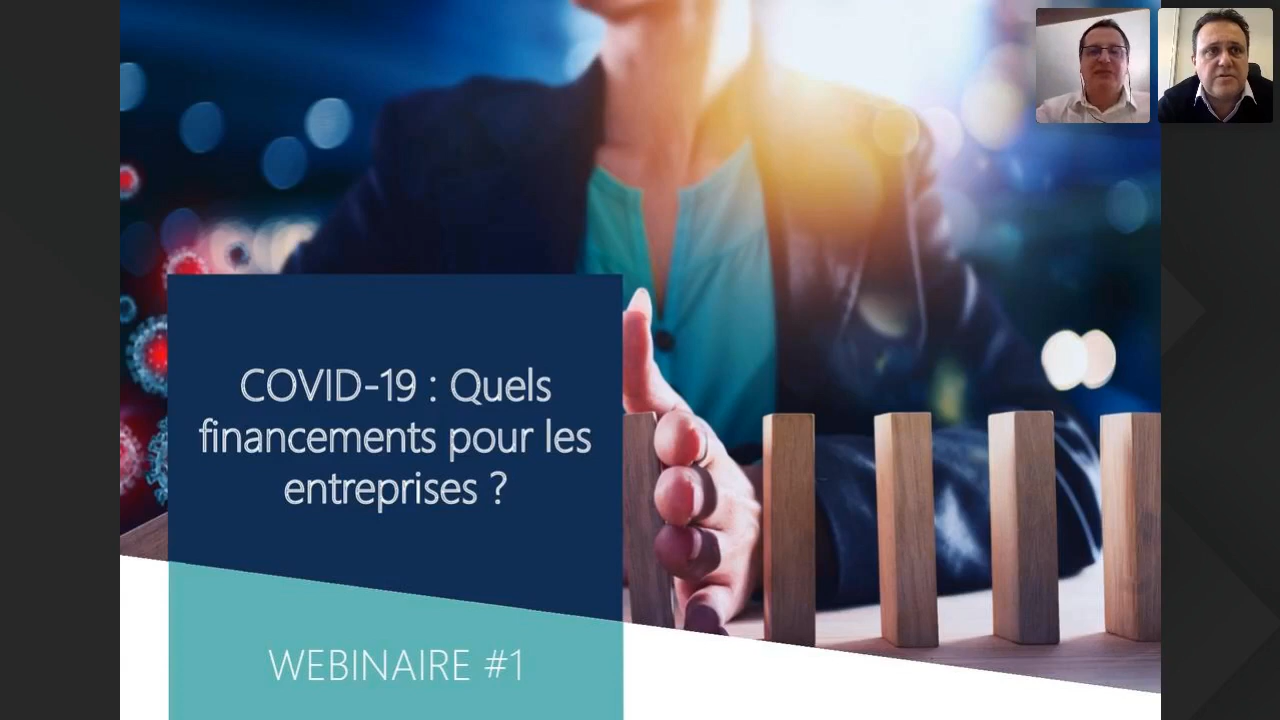 COVID-19 : Quels
financements pour les
entreprises ?
WEBINAIRE #1